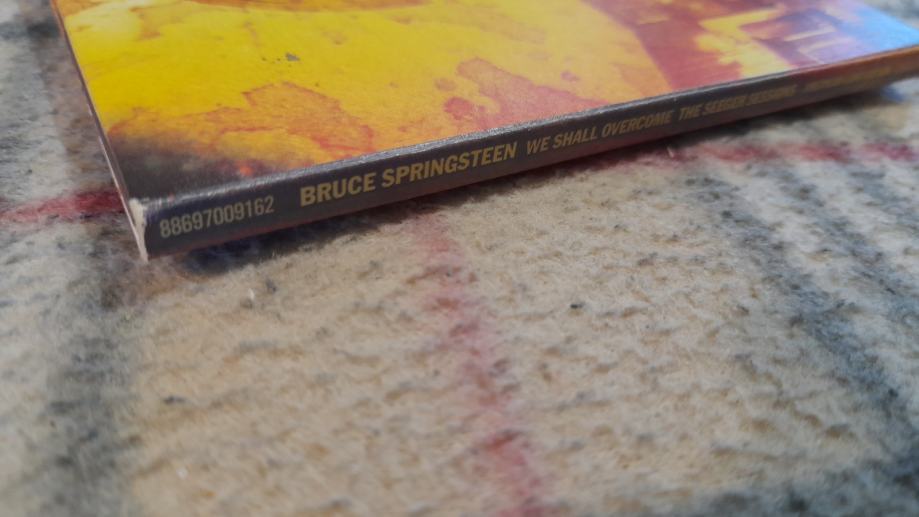 88697009162 BRUCE SPRINGSTEEN WE SHALL OVERCOME THE SEEGER SESSIONS